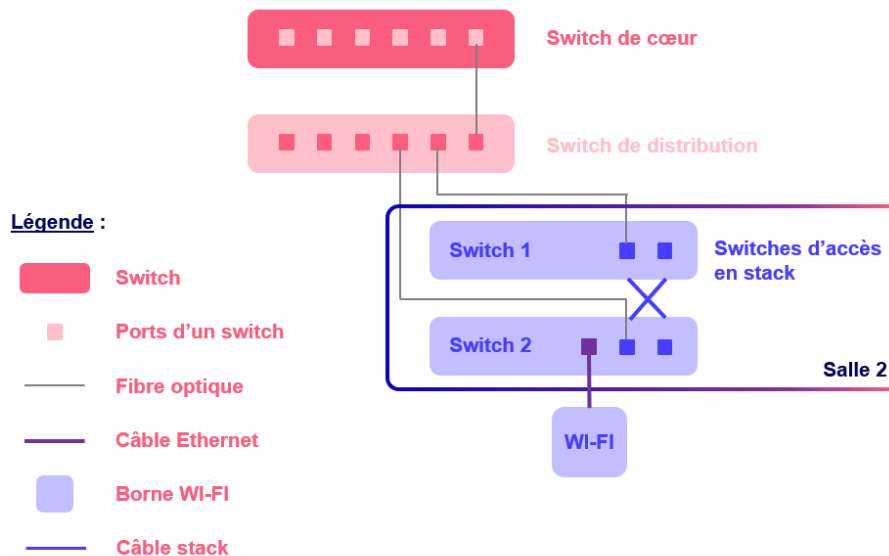 Switch de cœur
Switch de distribution
Légende :
Switch
Ports d’un switch
Fibre optique
Câble Ethernet
Borne WI-FI
Câble stack
Switch 1
Switches d’accès
en stack
Switch 2
Salle 2
WI-FI